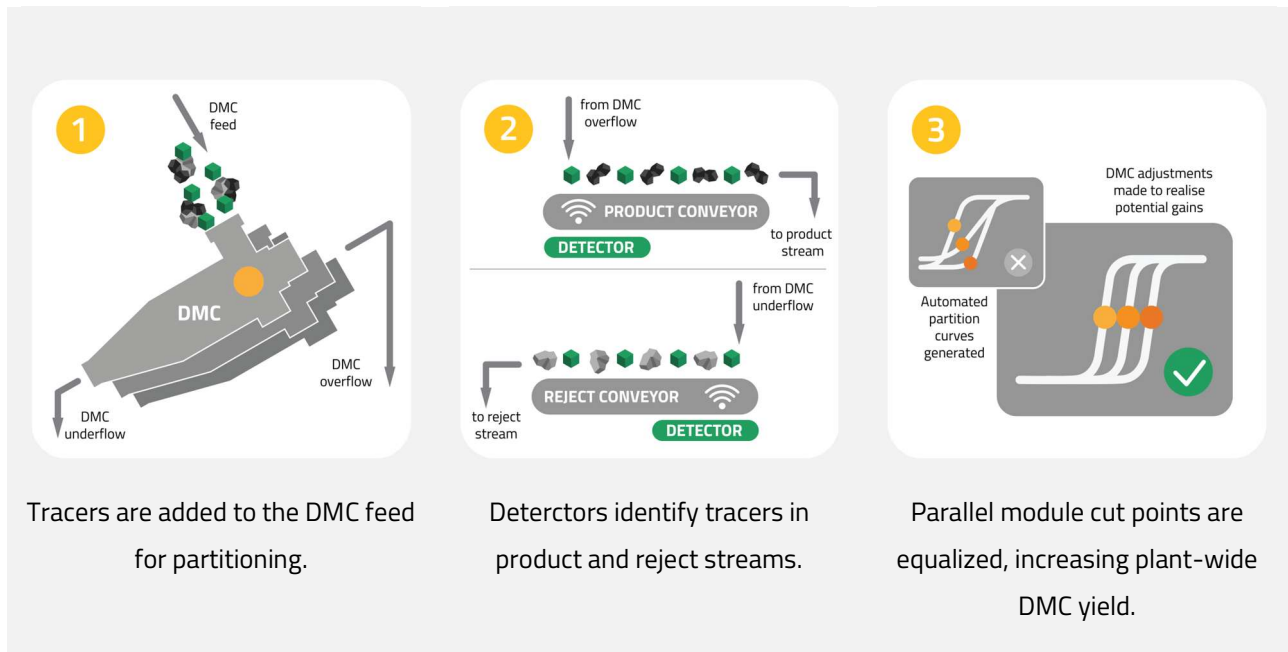 1
DMC
feed
DMC
DMC
overflow
DMC
underflow
Tracers are added to the DMC feed
for partitioning.
2
from DMC
overflow
PRODUCT CONVEYOR
DETECTOR
to product
stream
from DMC
underflow
REJECT CONVEYOR
to reject
stream
DETECTOR
Deterctors identify tracers in
product and reject streams.
3
DMC adjustments
made to realise
potential gains
Automated
partition
curves
generated
Parallel module cut points are
equalized, increasing plant-wide
DMC yield.